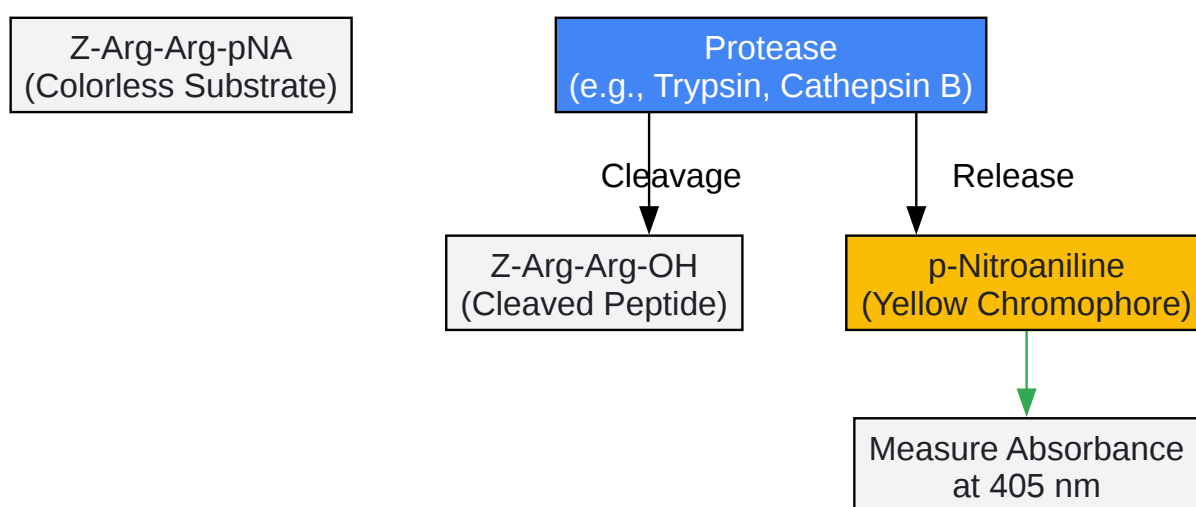 Z-Arg-Arg-pNA
(Colorless Substrate)
Protease
(e.g., Trypsin, Cathepsin B)
Cleavage
Release
Z-Arg-Arg-OH
(Cleaved Peptide)
p-Nitroaniline
(Yellow Chromophore)
Measure Absorbance
at 405 nm